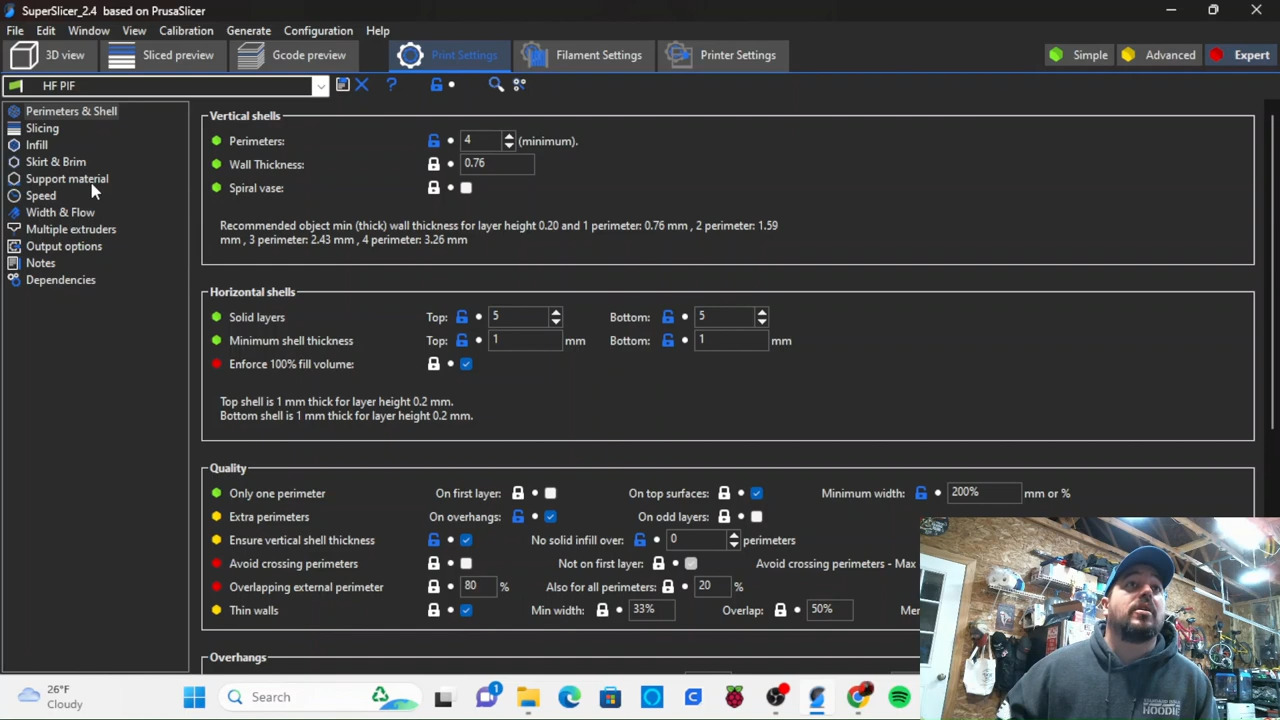 SuperSlicer_2.4 based on PrusaSlicer
File Edit Window View Calibration Generate Configuration Help
3D view Sliced preview Gcode preview Print Settings Filament Settings Printer Settings Simple Advanced Expert
HF PIF
Perimeters & Shell
Slicing
Infill
Skirt & Brim
Support material
Speed
Width & Flow
Multiple extruders
Output options
Notes
Dependencies
Vertical shells
Perimeters: 4 (minimum).
Wall Thickness: 0.76
Spiral vase:
Recommended object min (thick) wall thickness for layer height 0.20 and 1 perimeter: 0.76 mm , 2 perimeter: 1.59
mm , 3 perimeter: 2.43 mm , 4 perimeter: 3.26 mm
Horizontal shells
Solid layers Top: 5 Bottom: 5
Minimum shell thickness Top: 1 mm Bottom: 1 mm
Enforce 100% fill volume:
Top shell is 1 mm thick for layer height 0.2 mm.
Bottom shell is 1 mm thick for layer height 0.2 mm.
Quality
Only one perimeter On first layer: On top surfaces: Minimum width: 200% mm or %
Extra perimeters On overhangs: On odd layers:
Ensure vertical shell thickness No solid infill over: 0 perimeters
Avoid crossing perimeters Not on first layer: Avoid crossing perimeters - Max
Overlapping external perimeter 80 % Also for all perimeters: 20 %
Thin walls Min width: 33% Overlap: 50% Mer
Overhangs
26°F
Cloudy
Search
1
HOODIE